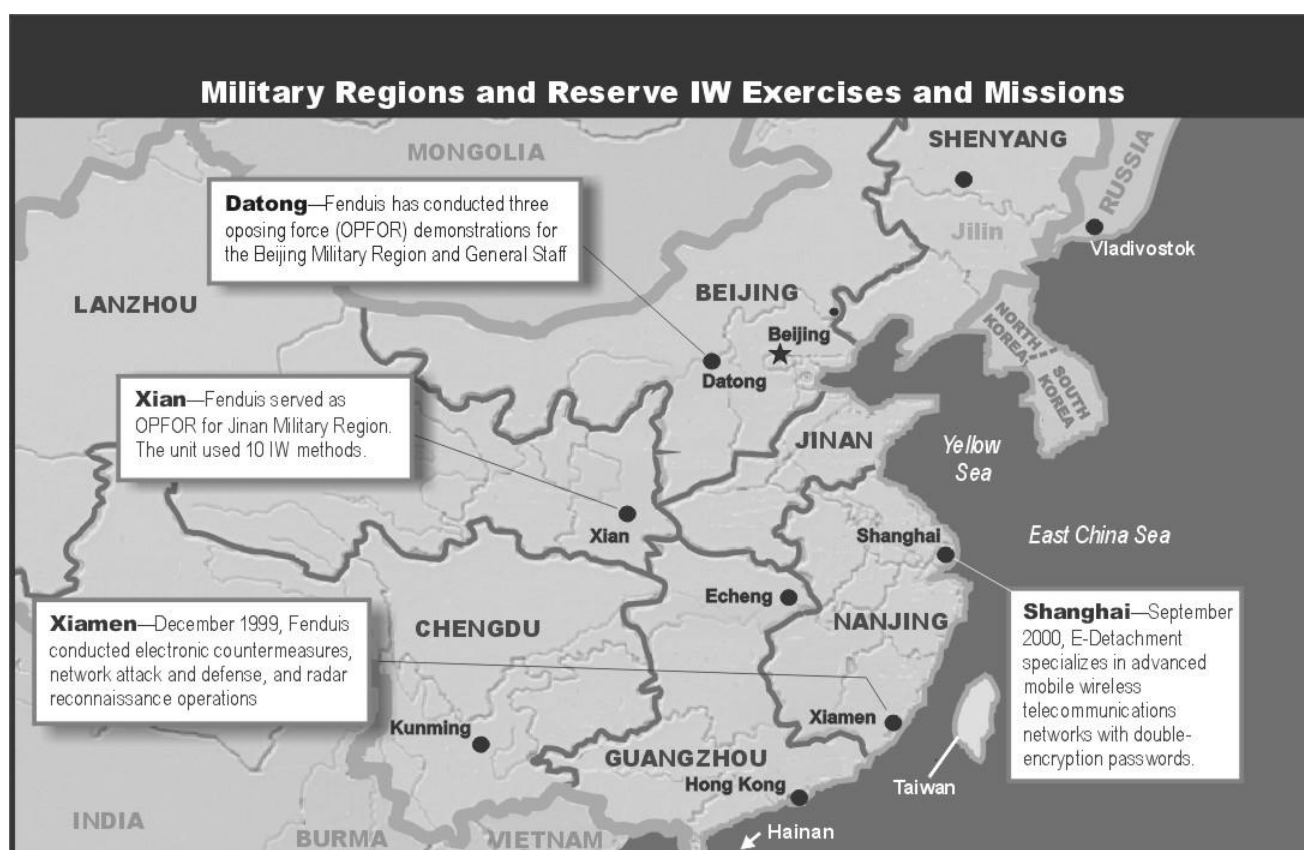 Military Regions and Reserve IW Exercises and Missions
MONGOLIA
SHENYANG
RUSSIA
Datong—Fenduis has conducted three
oposing force (OPFOR) demonstrations for
the Beijing Military Region and General Staff
Jilin
Vladivostok
LANZHOU
BEIJING
Beijing
Datong
NORTH
KOREA
SOUTH
KOREA
Xian—Fenduis served as
OPFOR for Jinan Military Region.
The unit used 10 IW methods.
JINAN
Yellow
Sea
Xian
Shanghai
East China Sea
Echeng
Xiamen—December 1999, Fenduis
conducted electronic countermeasures,
network attack and defense, and radar
reconnaissance operations
CHENGDU
NANJING
Shanghai—September
2000, E-Detachment
specializes in advanced
mobile wireless
telecommunications
networks with double-
encryption passwords.
Kunming
Xiamen
GUANGZHOU
Hong Kong
Taiwan
INDIA
BURMA
VIETNAM
Hainan